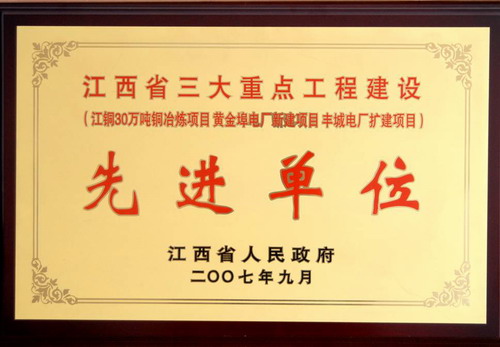 江西省三大重点工程建设
（江铜30万吨铜冶炼项目 黄金埠电厂新建项目 丰城电厂扩建项目）
先进单位
江西省人民政府
二〇〇七年九月